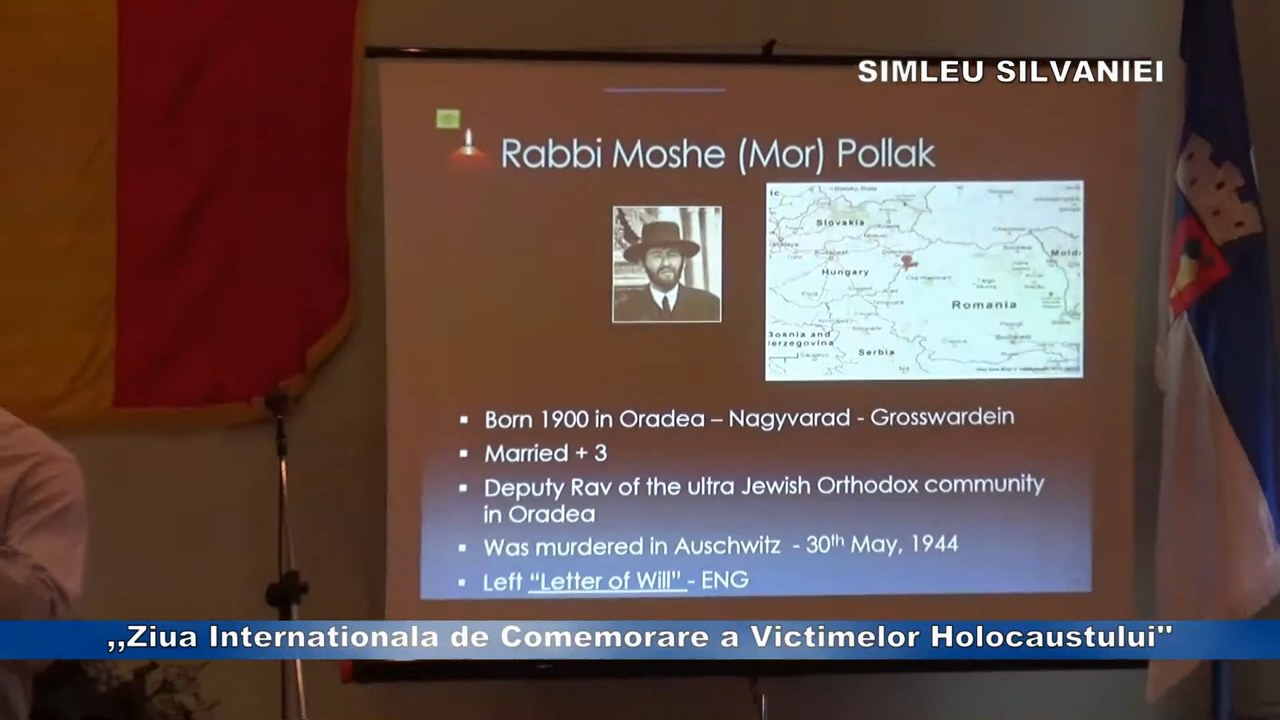 SIMLEU SILVANIEI
Rabbi Moshe (Mor) Pollak
Slovakia
Hungary
Romania
Serbia
▪ Born 1900 in Oradea – Nagyvarad - Grosswardein
▪ Married + 3
▪ Deputy Rav of the ultra Jewish Orthodox community
in Oradea
▪ Was murdered in Auschwitz - 30th May, 1944
▪ Left "Letter of Will" - ENG
,,Ziua Internationala de Comemorare a Victimelor Holocaustului"